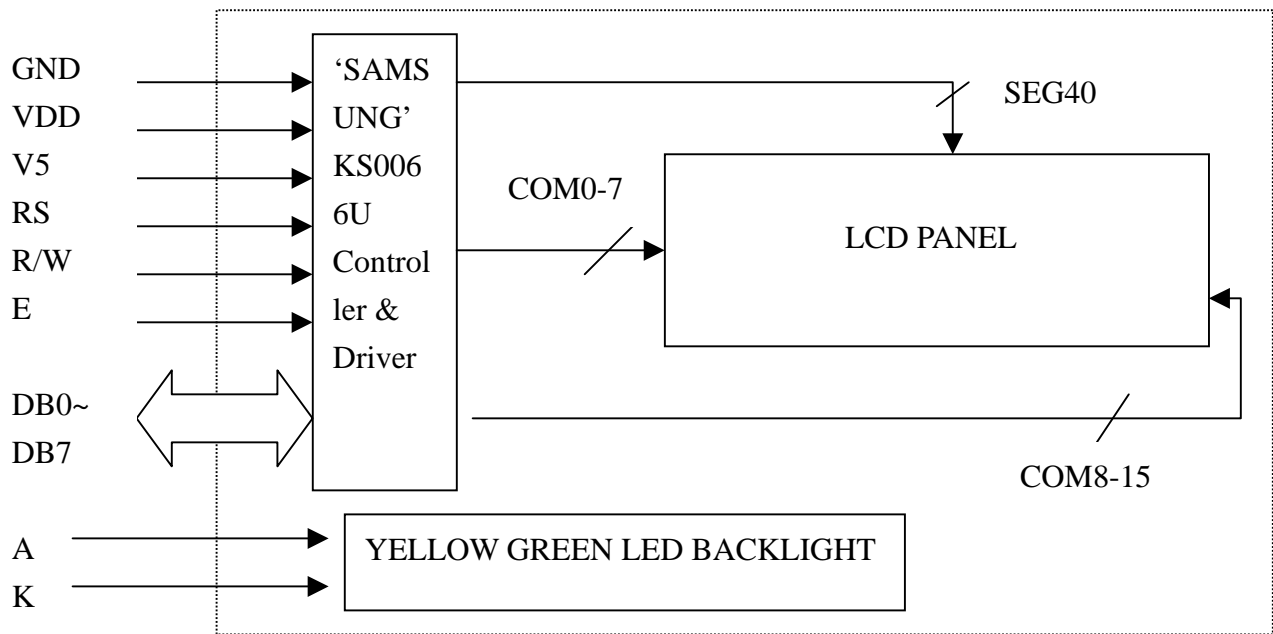 GND
VDD
V5
RS
R/W
E
DB0~
DB7
A
K
‘SAMS
UNG’
KS006
6U
Control
ler &
Driver
SEG40
COM0-7
LCD PANEL
COM8-15
YELLOW GREEN LED BACKLIGHT